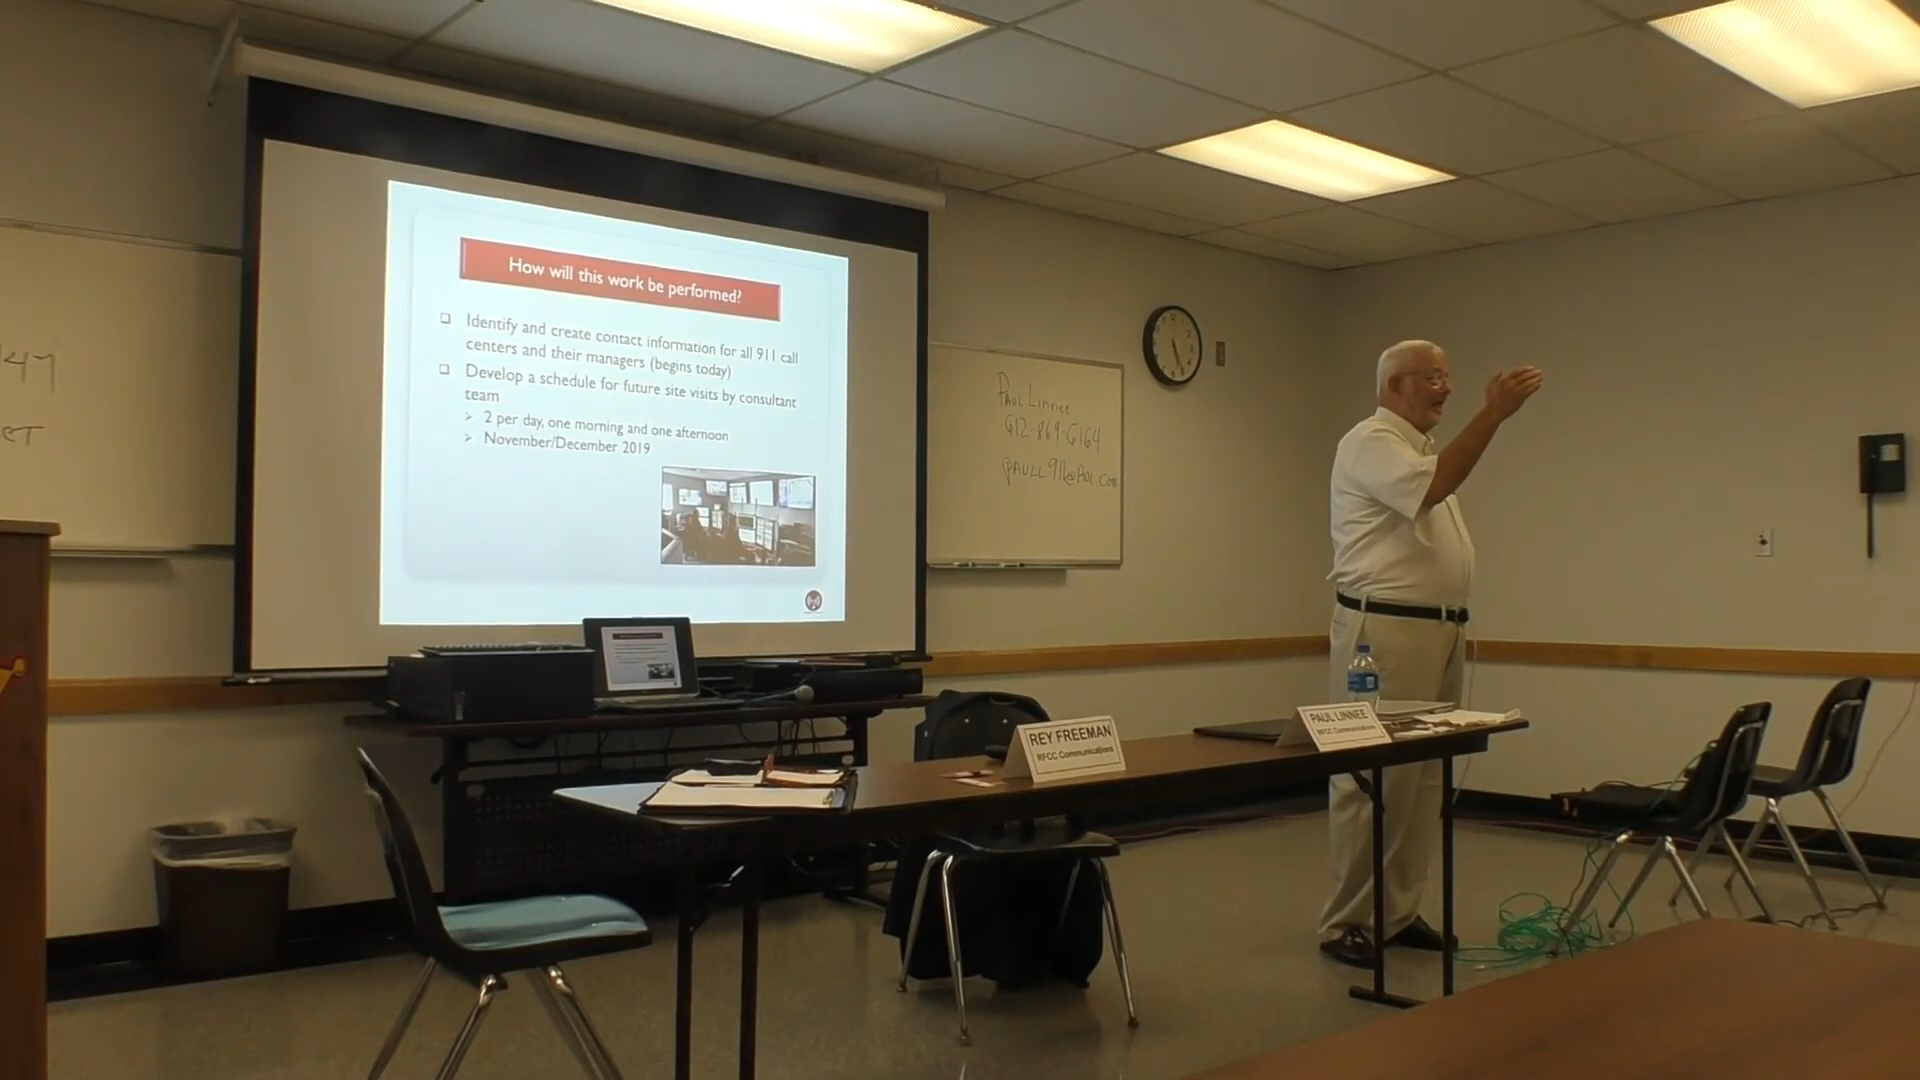 How will this work be performed?
Identify and create contact information for all 911 call
centers and their managers (begins today)
Develop a schedule for future site visits by consultant
team
2 per day, one morning and one afternoon
November/December 2019
PAUL Linnee
612-869-6164
PAULL911@AOL.COM
REY FREEMAN
RFCC Communications
PAUL LINNEE
RFCC Communications